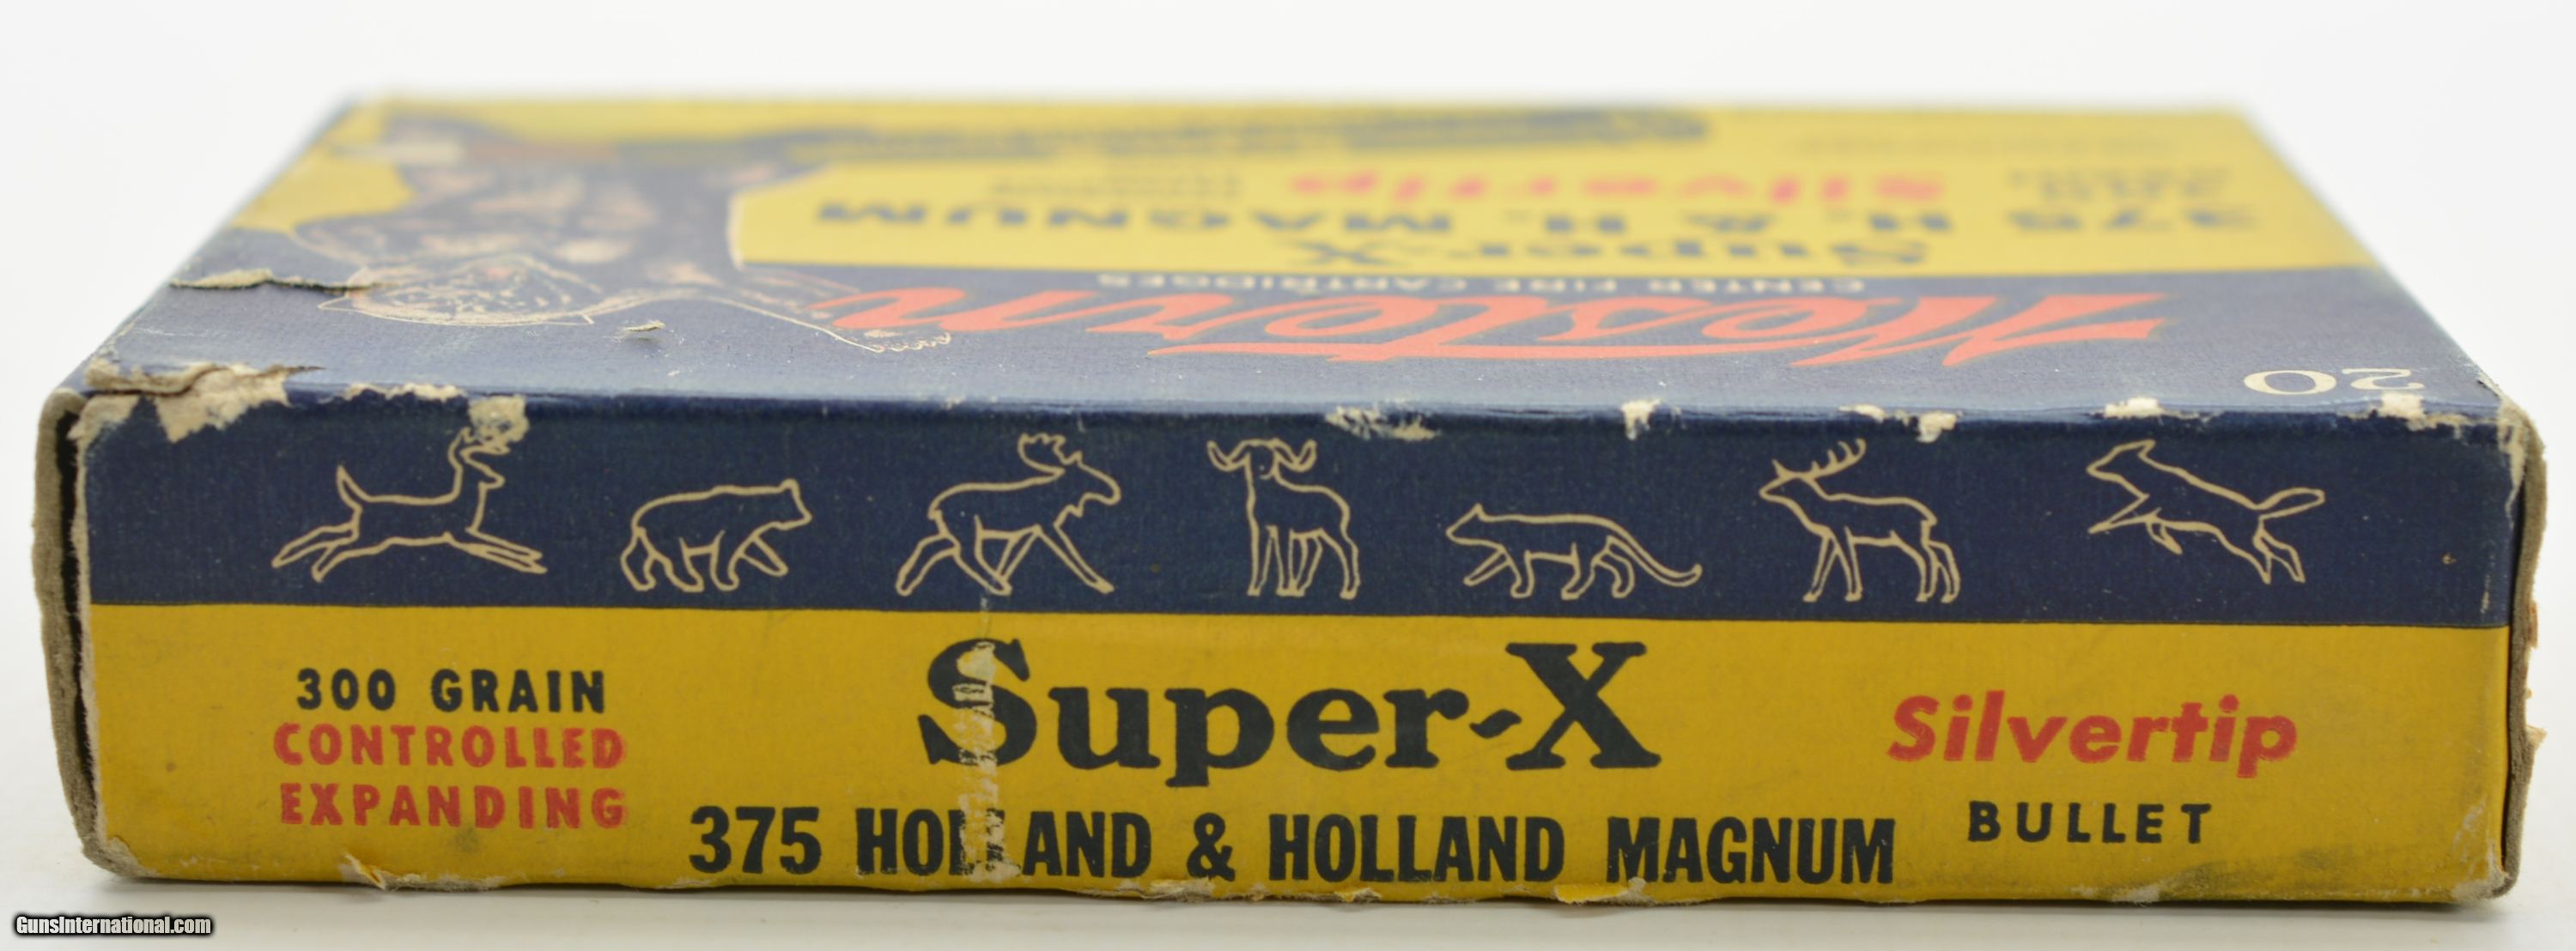 375 H. & H. MAGNUM
Silvertip
Super-X
CENTER FIRE CARTRIDGES
Western
20
300 GRAIN
CONTROLLED
EXPANDING
Super-X
375 HOLLAND & HOLLAND MAGNUM
Silvertip
BULLET
GunsInternational.com